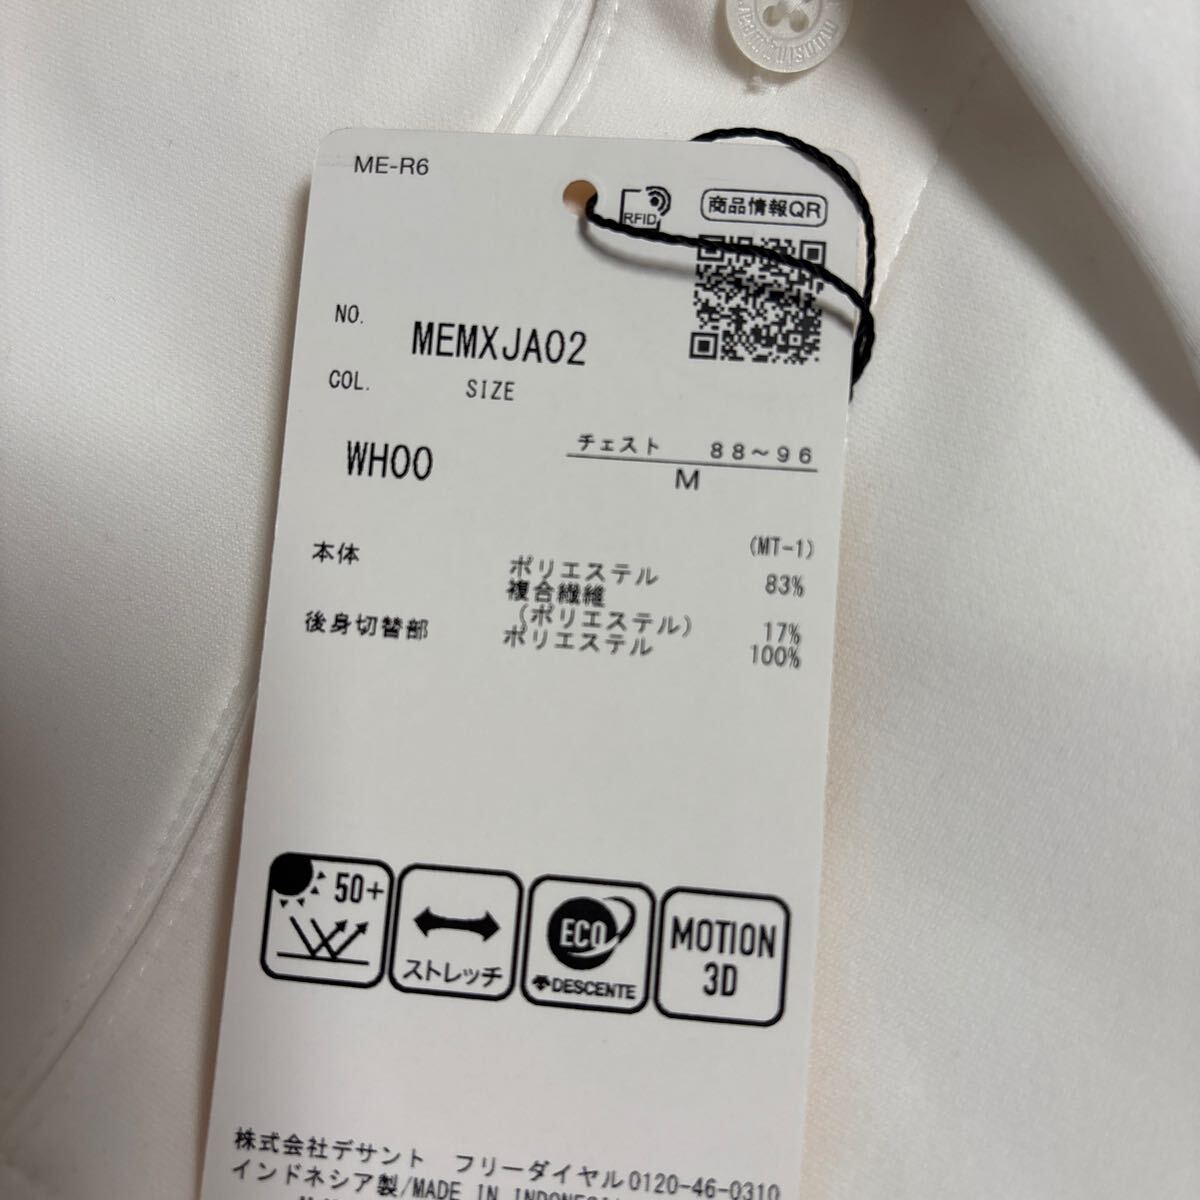 ME-R6
RFID
商品情報QR
NO.
MEMXJA02
COL.
SIZE
WH00
チェスト 88～96
M
(MT-1)
本体
ポリエステル 83%
複合繊維
(ポリエステル) 17%
後身切替部
ポリエステル 100%
50+
ストレッチ
ECO
DESCENTE
MOTION
3D
株式会社デサント フリーダイヤル0120-46-0310
インドネシア製/MADE IN